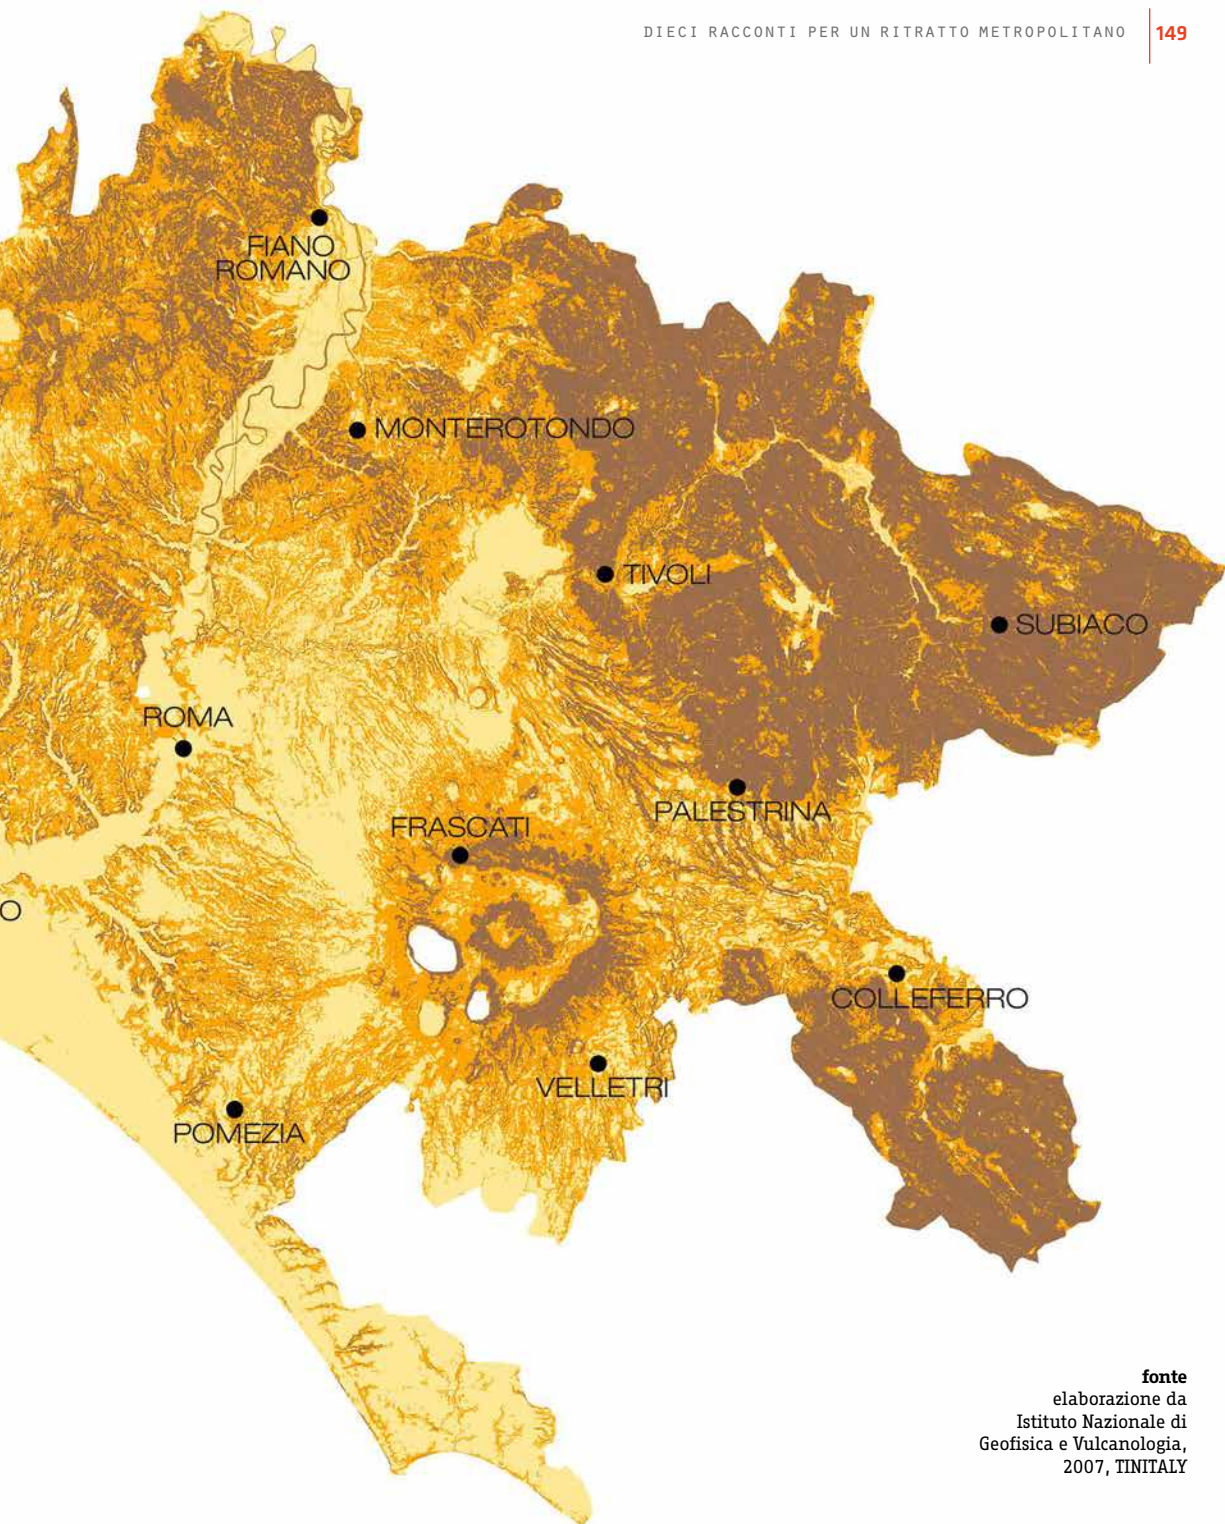 DIECI RACCONTI PER UN RITRATTO METROPOLITANO 149
FIANO
ROMANO
MONTEROTONDO
TIVOLI
SUBIACO
ROMA
PALESTRINA
FRASCATI
O
COLLEFERRO
VELLETRI
POMEZIA
fonte
elaborazione da
Istituto Nazionale di
Geofisica e Vulcanologia,
2007, TINITALY